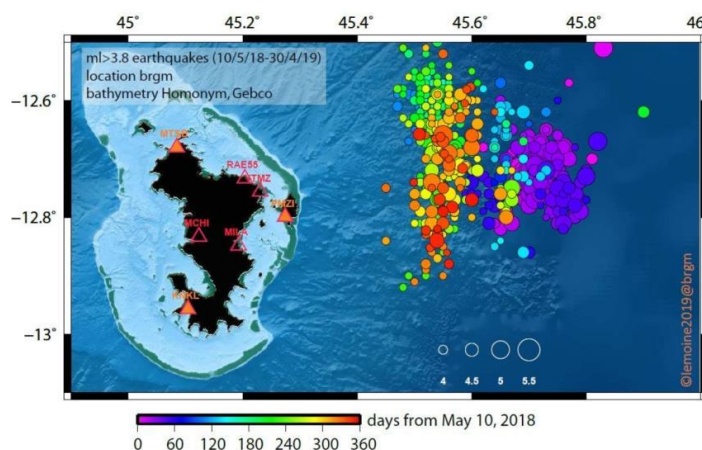 45° 45.2° 45.4° 45.6° 45.8° 46
ml>3.8 earthquakes (10/5/18-30/4/19)
location brgm
bathymetry Homonym, Gebco
−12.6°
RAE55
MCHI
MILA
−12.8°
−13°
4 4.5 5 5.5
©lemoine2019@brgm
days from May 10, 2018
0 60 120 180 240 300 360